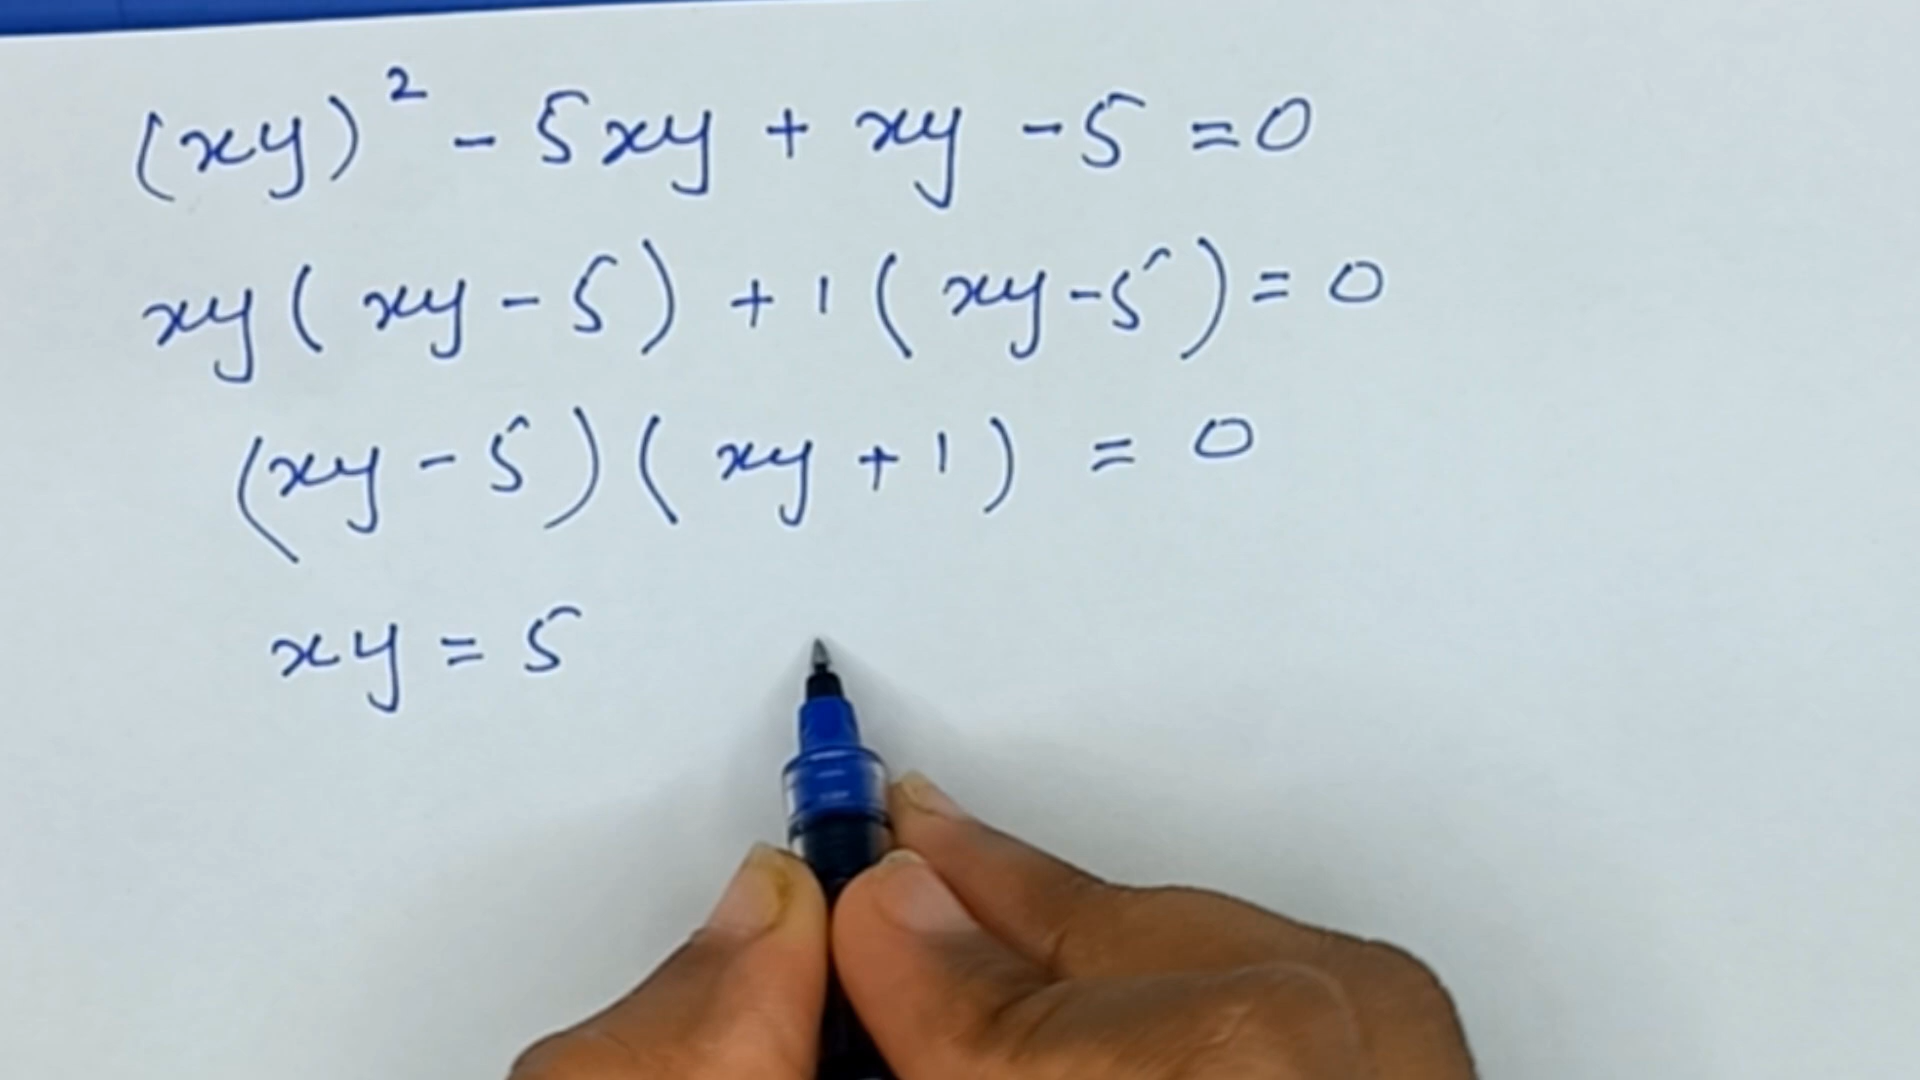 (xy)² - 5xy + xy - 5 = 0
xy(xy - 5) + 1(xy - 5) = 0
(xy - 5)(xy + 1) = 0
xy = 5